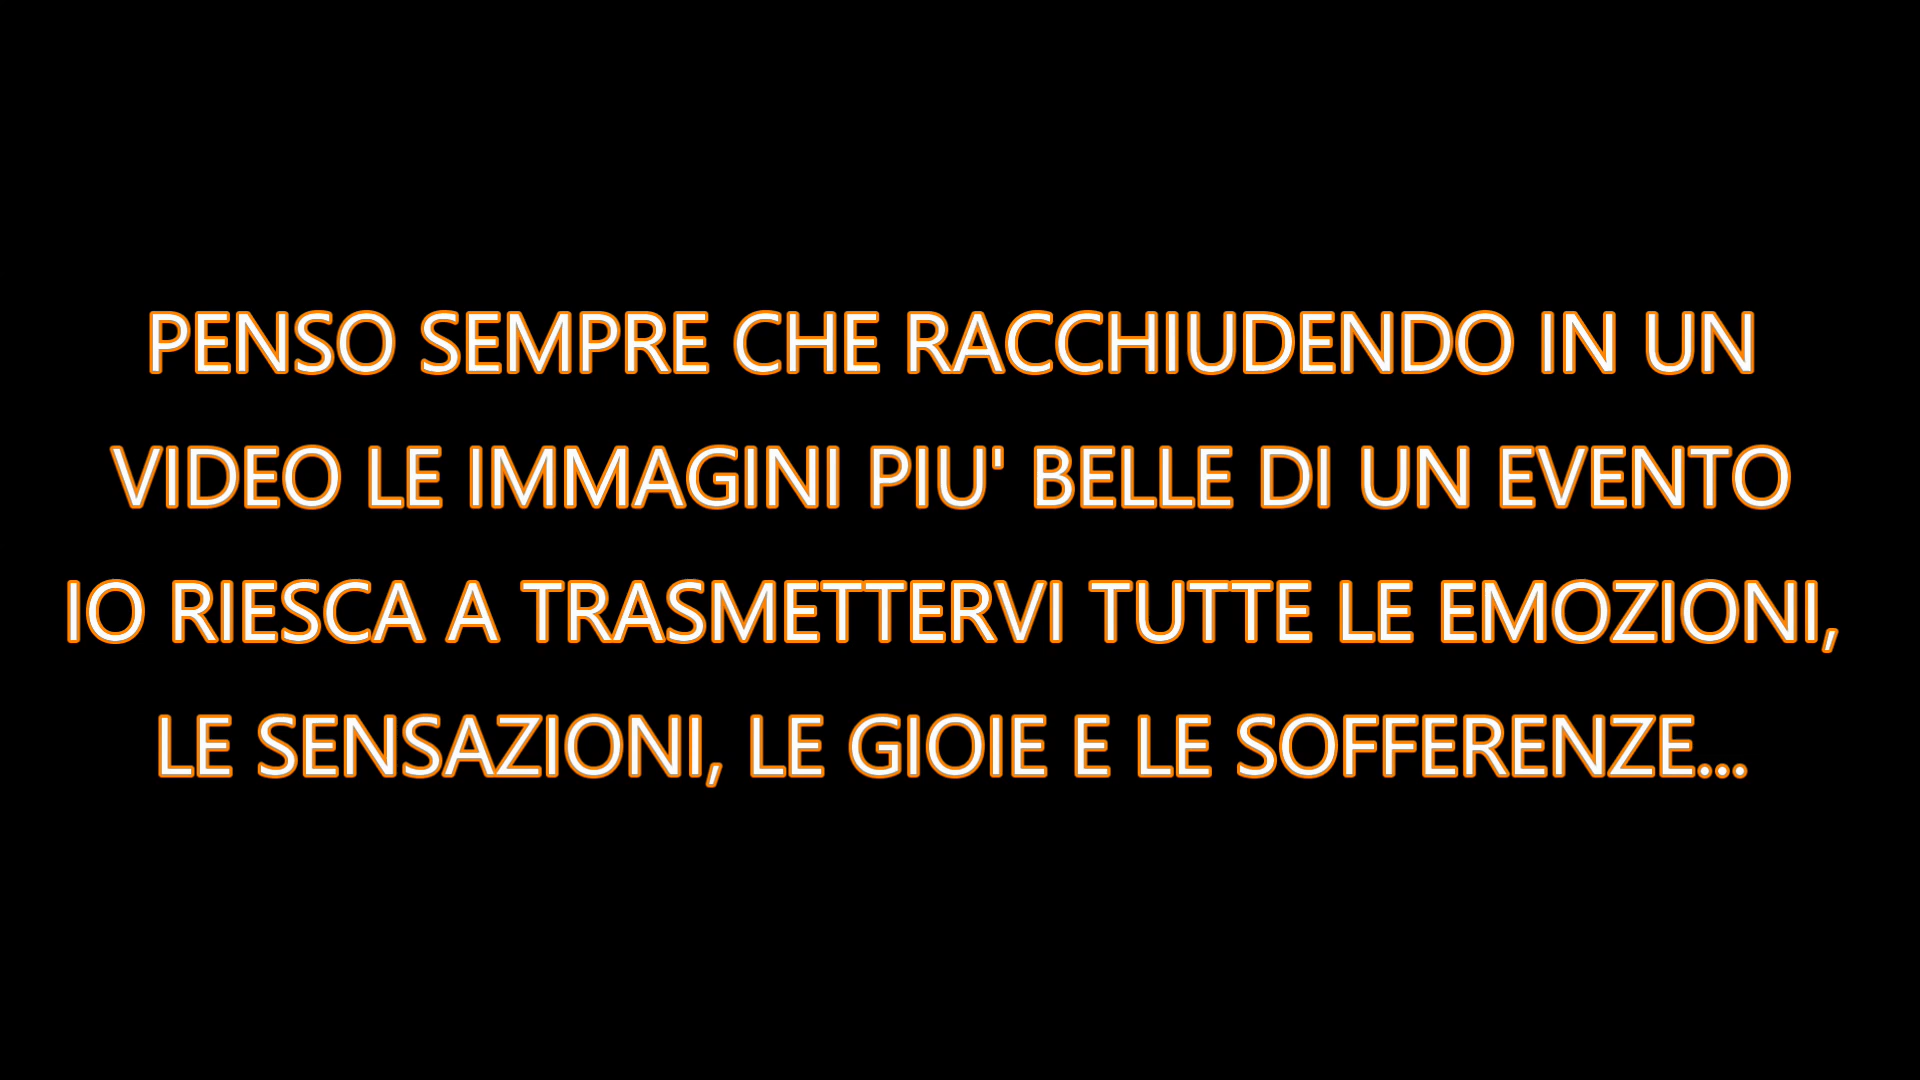 PENSO SEMPRE CHE RACCHIUDENDO IN UN
VIDEO LE IMMAGINI PIU' BELLE DI UN EVENTO
IO RIESCA A TRASMETTERVI TUTTE LE EMOZIONI,
LE SENSAZIONI, LE GIOIE E LE SOFFERENZE...